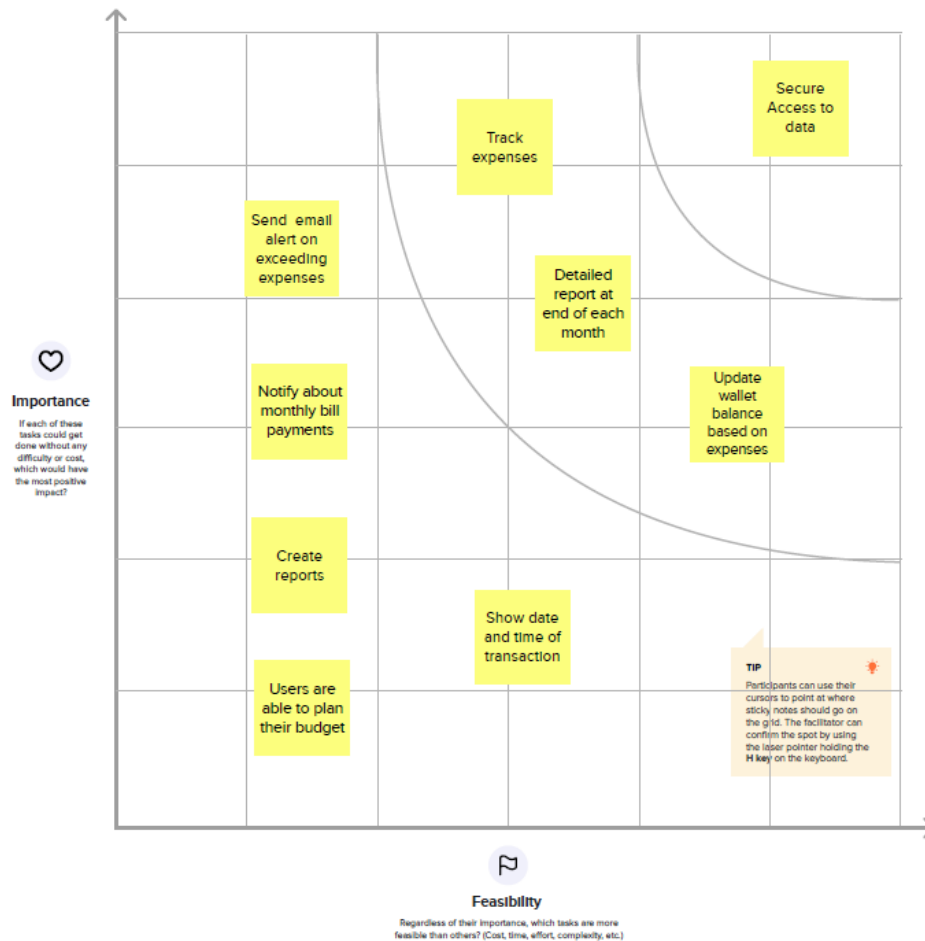 Secure
Access to
data
Track
expenses
Send email
alert on
exceeding
expenses
Detailed
report at
end of each
month
Importance
If each of these
tasks could get
done without any
difficulty or cost,
which would have
the most positive
impact?
Notify about
monthly bill
payments
Update
wallet
balance
based on
expenses
Create
reports
Show date
and time of
transaction
Users are
able to plan
their budget
TIP
Participants can use their
cursors to point at where
sticky notes should go on
the grid. The facilitator can
confirm the spot by using
the laser pointer holding the
H key on the keyboard.
Feasibility
Regardless of their importance, which tasks are more
feasible than others? (Cost, time, effort, complexity, etc.)